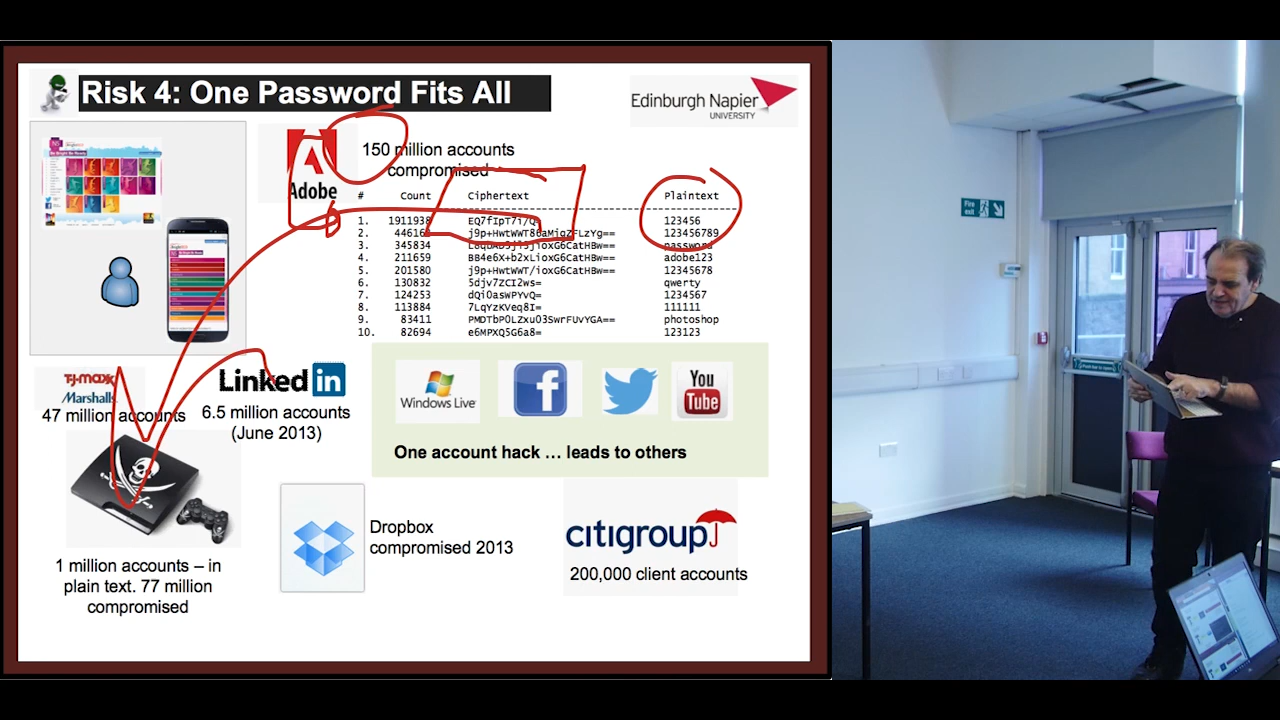 Risk 4: One Password Fits All
Edinburgh Napier
UNIVERSITY
Adobe
150 million accounts
compromised
# Count Ciphertext Plaintext
1. 1911938 EQ7fIpT7i/Q= 123456
2. 446162 j9p+HwtWWT86aMjgZFLzYg== 123456789
3. 345834 password
4. 211659 BB4e6X+b2xLioxG6CatHBw== adobe123
5. 201580 j9p+HwtWWT/ioxG6CatHBw== 12345678
6. 130832 5djv7ZCI2ws= qwerty
7. 124253 dQi0asWPYvQ= 1234567
8. 113884 7LqYzKVeq8I= 111111
9. 83411 PMDTbP0LZxu03SwrFUvYGA== photoshop
10. 82694 e6MPXQ5G6a8= 123123
T·J·maxx
Marshalls
47 million accounts
Linked in
6.5 million accounts
(June 2013)
Windows Live
f
You
Tube
One account hack … leads to others
1 million accounts – in
plain text. 77 million
compromised
Dropbox
compromised 2013
citigroup
200,000 client accounts
Fire
exit